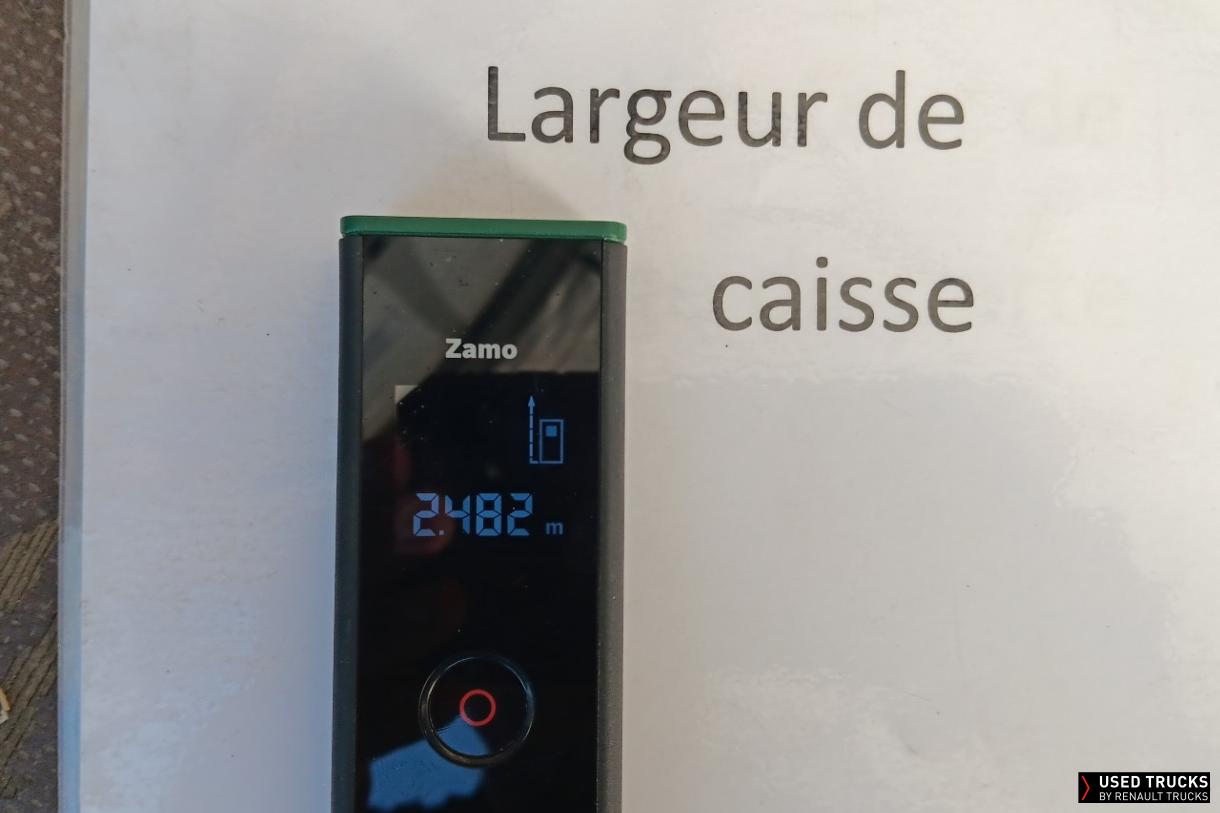 Largeur de
caisse
Zamo
2.482 m
USED TRUCKS
BY RENAULT TRUCKS